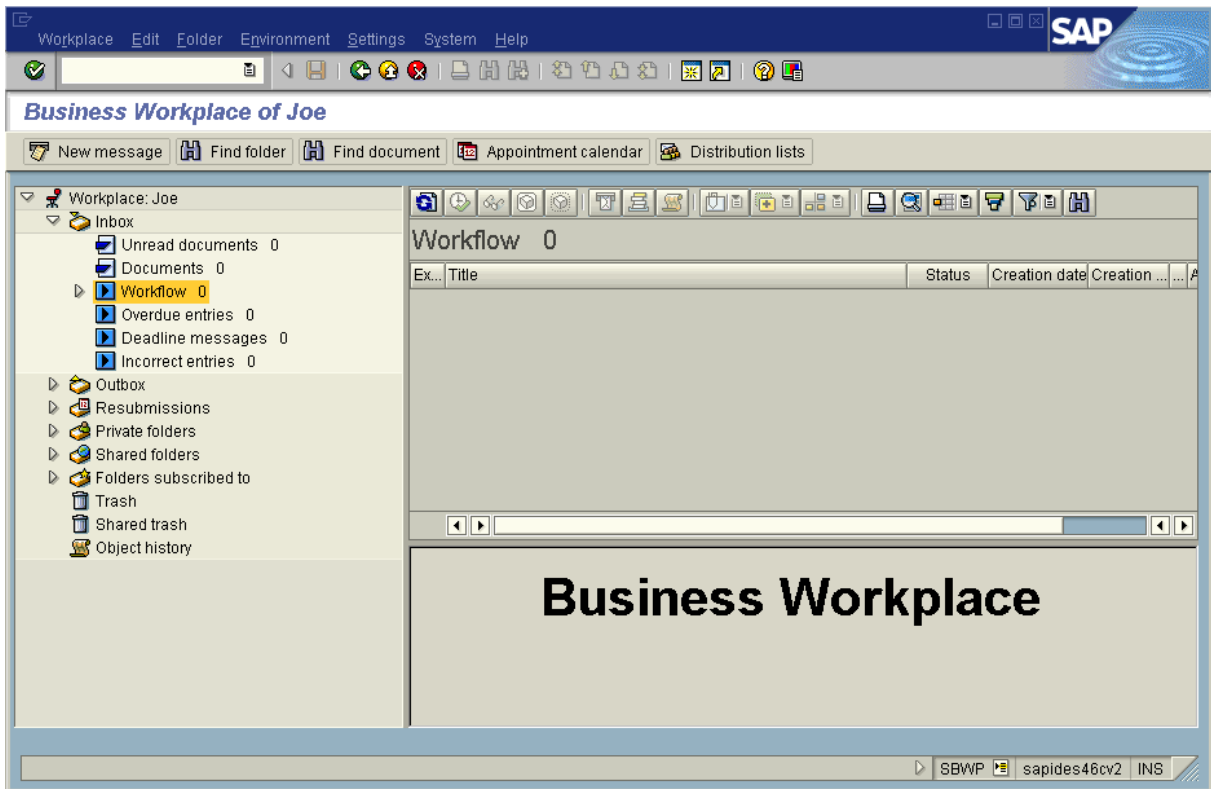 SAP
Workplace Edit Folder Environment Settings System Help
Business Workplace of Joe
New message Find folder Find document Appointment calendar Distribution lists
Workplace: Joe
Inbox
Unread documents 0
Documents 0
Workflow 0
Overdue entries 0
Deadline messages 0
Incorrect entries 0
Outbox
Resubmissions
Private folders
Shared folders
Folders subscribed to
Trash
Shared trash
Object history
Workflow 0
Ex... Title Status Creation date Creation ... ... A
Business Workplace
SBWP sapides46cv2 INS